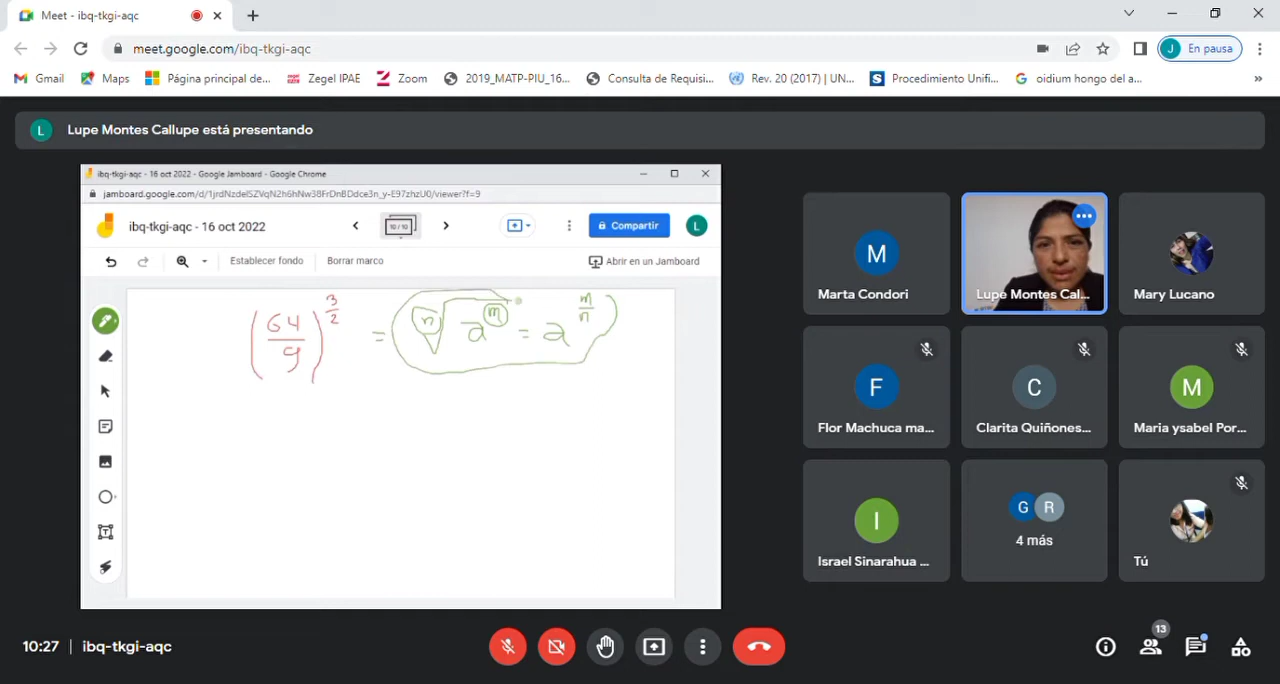 Meet - ibq-tkgi-aqc
meet.google.com/ibq-tkgi-aqc
J En pausa
Gmail Maps Página principal de... Zegel IPAE Zoom 2019_MATP-PIU_16... Consulta de Requisi... Rev. 20 (2017) | UN... Procedimiento Unifi... oidium hongo del a... »
L Lupe Montes Callupe está presentando
ibq-tkgi-aqc - 16 oct 2022 - Google Jamboard - Google Chrome
ibq-tkgi-aqc - 16 oct 2022
10 / 10
Compartir
L
Establecer fondo Borrar marco Abrir en un Jamboard
(64/9)^(3/2) = ⁿ√a^m = a^(m/n)
M
Marta Condori
Lupe Montes Cal...
Mary Lucano
F
Flor Machuca ma...
C
Clarita Quiñones...
M
Maria ysabel Por...
I
Israel Sinarahua ...
G R
4 más
Tú
10:27 | ibq-tkgi-aqc
13